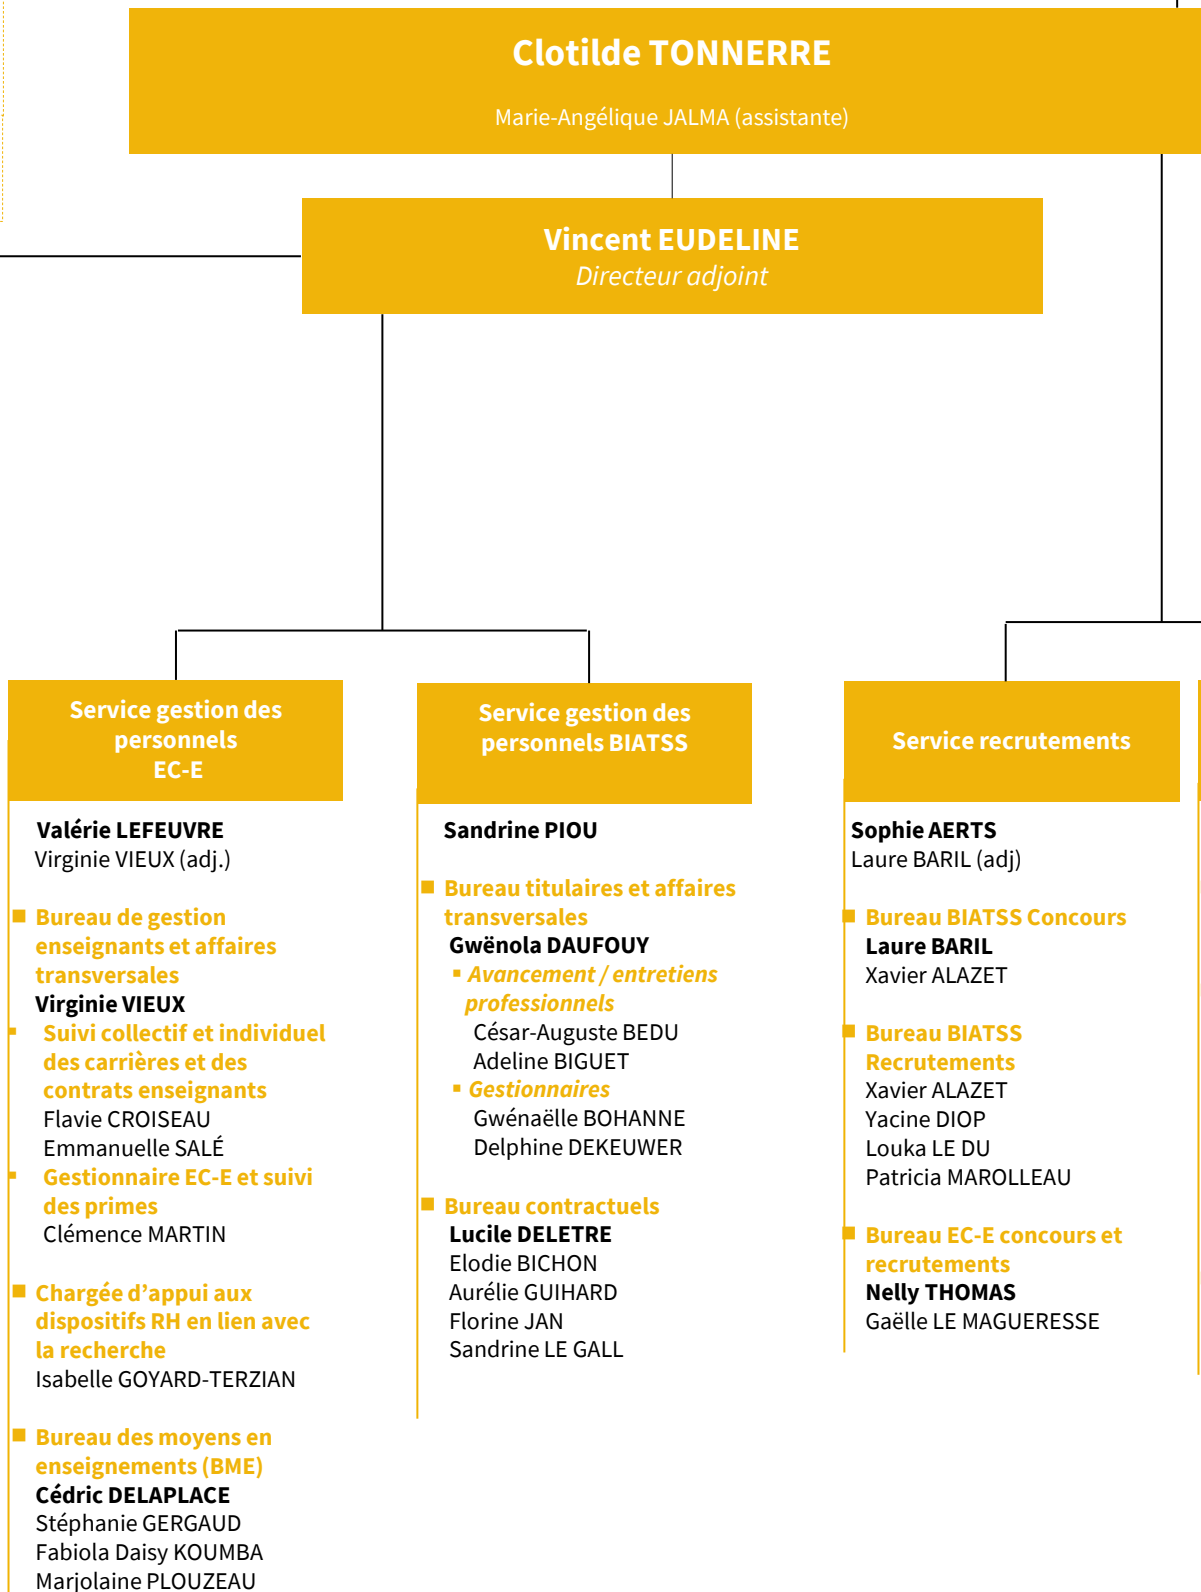 Clotilde TONNERRE
Marie-Angélique JALMA (assistante)
Vincent EUDELINE
Directeur adjoint
Service gestion des
personnels
EC-E
Valérie LEFEUVRE
Virginie VIEUX (adj.)
Bureau de gestion
enseignants et affaires
transversales
Virginie VIEUX
Suivi collectif et individuel
des carrières et des
contrats enseignants
Flavie CROISEAU
Emmanuelle SALÉ
Gestionnaire EC-E et suivi
des primes
Clémence MARTIN
Chargée d’appui aux
dispositifs RH en lien avec
la recherche
Isabelle GOYARD-TERZIAN
Bureau des moyens en
enseignements (BME)
Cédric DELAPLACE
Stéphanie GERGAUD
Fabiola Daisy KOUMBA
Marjolaine PLOUZEAU
Service gestion des
personnels BIATSS
Sandrine PIOU
Bureau titulaires et affaires
transversales
Gwënola DAUFOUY
Avancement / entretiens
professionnels
César-Auguste BEDU
Adeline BIGUET
Gestionnaires
Gwénaëlle BOHANNE
Delphine DEKEUWER
Bureau contractuels
Lucile DELETRE
Elodie BICHON
Aurélie GUIHARD
Florine JAN
Sandrine LE GALL
Service recrutements
Sophie AERTS
Laure BARIL (adj)
Bureau BIATSS Concours
Laure BARIL
Xavier ALAZET
Bureau BIATSS
Recrutements
Xavier ALAZET
Yacine DIOP
Louka LE DU
Patricia MAROLLEAU
Bureau EC-E concours et
recrutements
Nelly THOMAS
Gaëlle LE MAGUERESSE